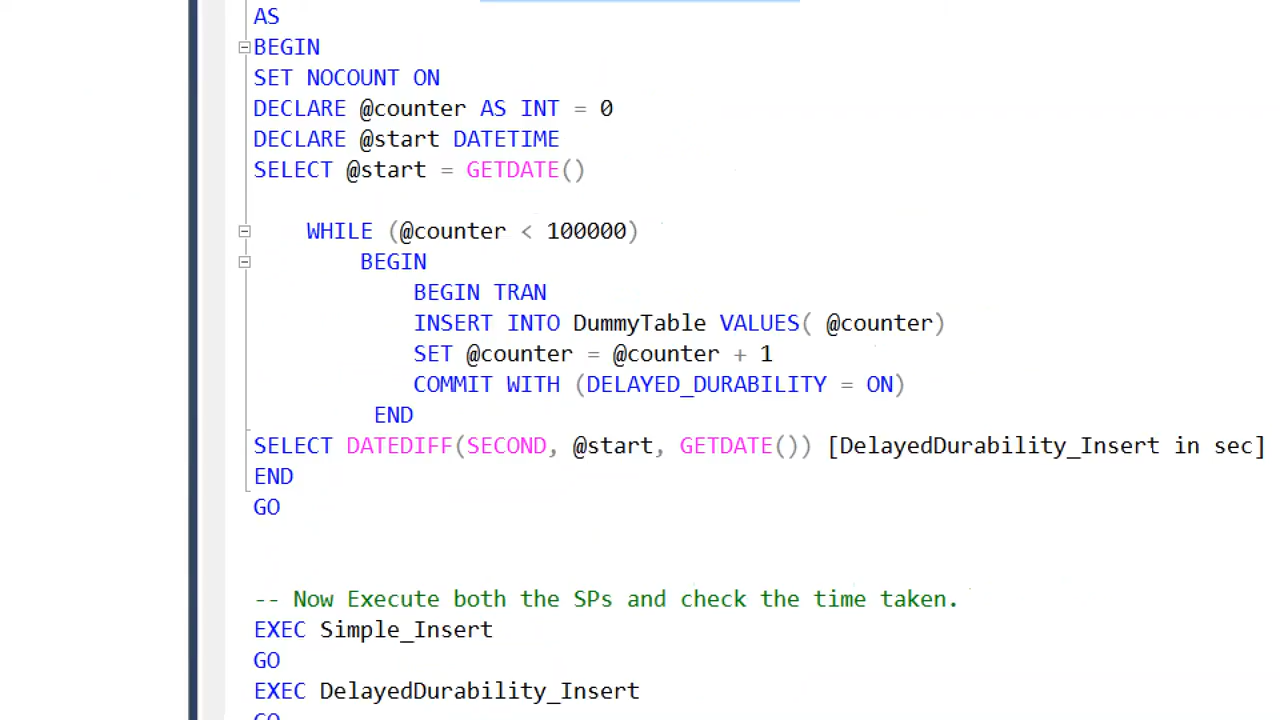 AS
BEGIN
SET NOCOUNT ON
DECLARE @counter AS INT = 0
DECLARE @start DATETIME
SELECT @start = GETDATE()
WHILE (@counter < 100000)
BEGIN
BEGIN TRAN
INSERT INTO DummyTable VALUES( @counter)
SET @counter = @counter + 1
COMMIT WITH (DELAYED_DURABILITY = ON)
END
SELECT DATEDIFF(SECOND, @start, GETDATE()) [DelayedDurability_Insert in sec]
END
GO
-- Now Execute both the SPs and check the time taken.
EXEC Simple_Insert
GO
EXEC DelayedDurability_Insert
GO